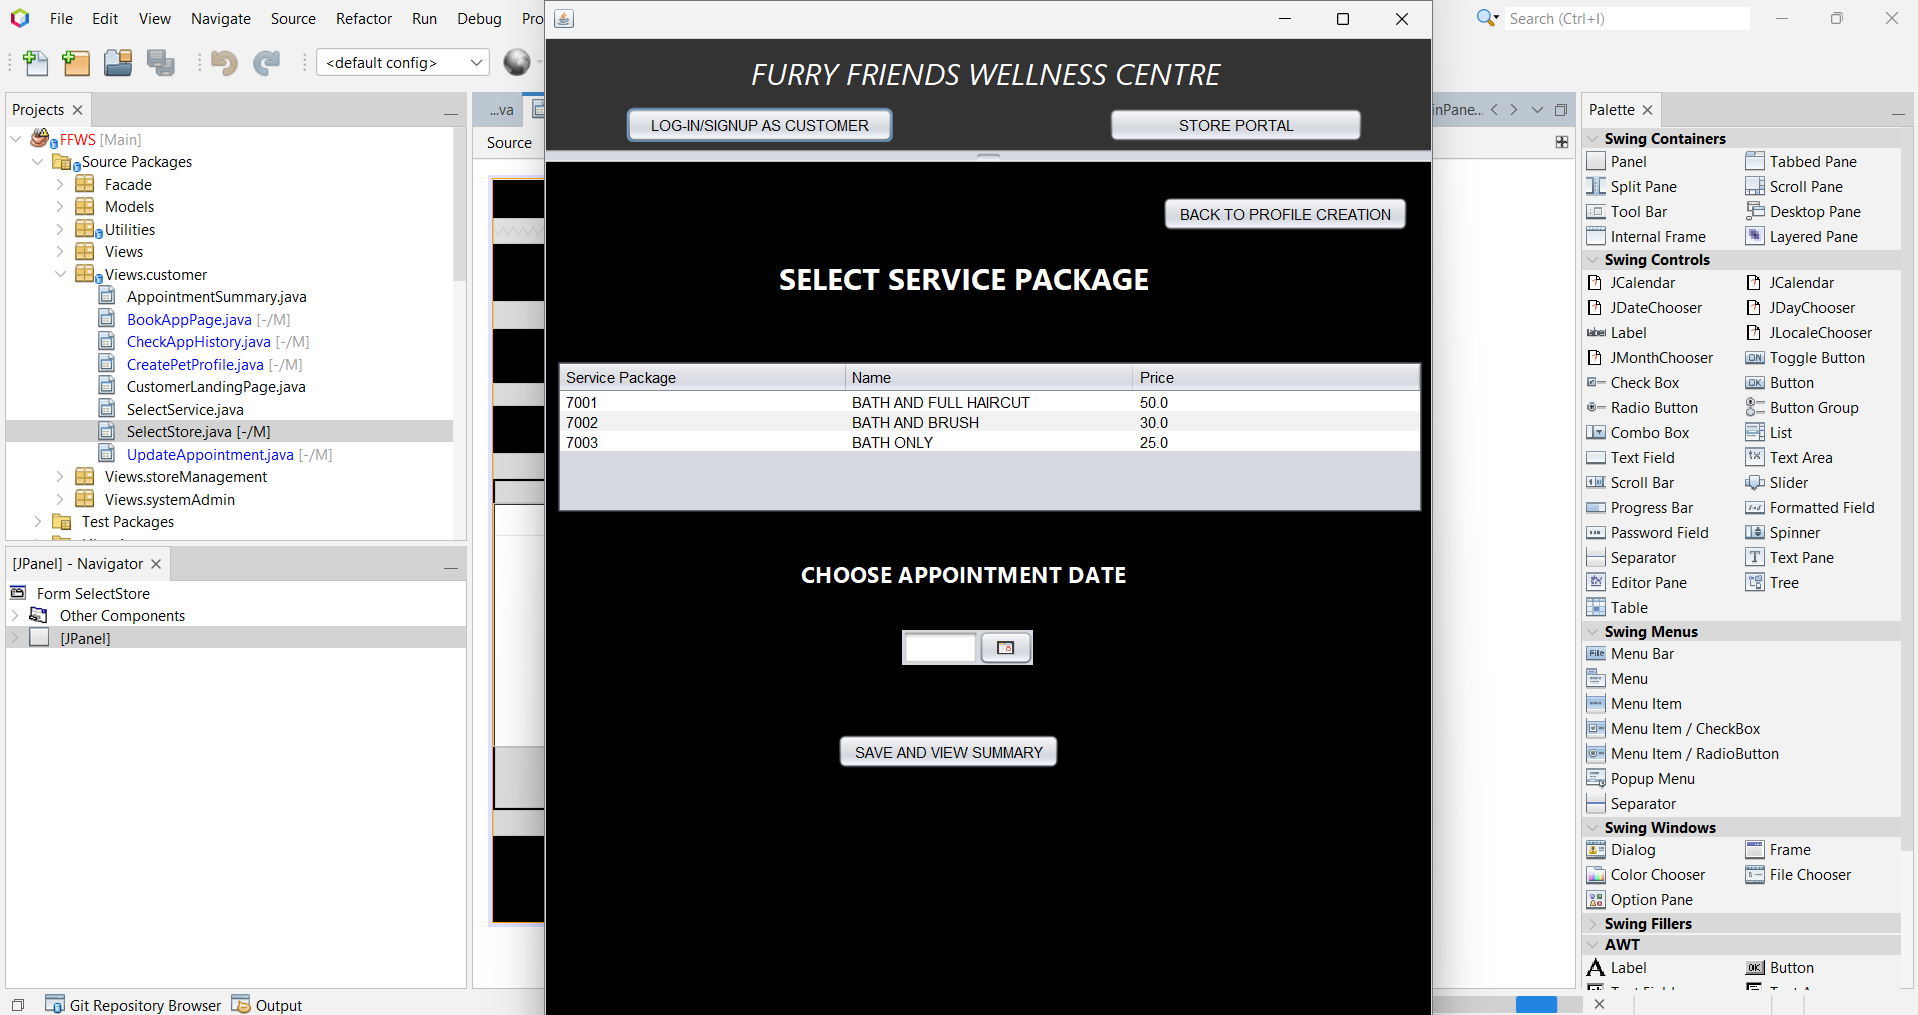 File Edit View Navigate Source Refactor Run Debug Pro
Search (Ctrl+I)
<default config>
Projects
FFWS [Main]
Source Packages
Facade
Models
Utilities
Views
Views.customer
AppointmentSummary.java
BookAppPage.java [-/M]
CheckAppHistory.java [-/M]
CreatePetProfile.java [-/M]
CustomerLandingPage.java
SelectService.java
SelectStore.java [-/M]
UpdateAppointment.java [-/M]
Views.storeManagement
Views.systemAdmin
Test Packages
[JPanel] - Navigator
Form SelectStore
Other Components
[JPanel]
Git Repository Browser
Output
...va
Source
FURRY FRIENDS WELLNESS CENTRE
LOG-IN/SIGNUP AS CUSTOMER
STORE PORTAL
BACK TO PROFILE CREATION
SELECT SERVICE PACKAGE
Service Package Name Price
7001 BATH AND FULL HAIRCUT 50.0
7002 BATH AND BRUSH 30.0
7003 BATH ONLY 25.0
CHOOSE APPOINTMENT DATE
SAVE AND VIEW SUMMARY
inPane...
Palette
Swing Containers
Panel Tabbed Pane
Split Pane Scroll Pane
Tool Bar Desktop Pane
Internal Frame Layered Pane
Swing Controls
JCalendar JCalendar
JDateChooser JDayChooser
label Label JLocaleChooser
JMonthChooser ON Toggle Button
Check Box OK Button
Radio Button Button Group
Combo Box List
Text Field Text Area
Scroll Bar Slider
Progress Bar Formatted Field
Password Field Spinner
Separator Text Pane
Editor Pane Tree
Table
Swing Menus
File Menu Bar
Menu
Menu Item
Menu Item / CheckBox
Menu Item / RadioButton
Popup Menu
Separator
Swing Windows
Dialog Frame
Color Chooser File Chooser
Option Pane
Swing Fillers
AWT
A Label OK Button